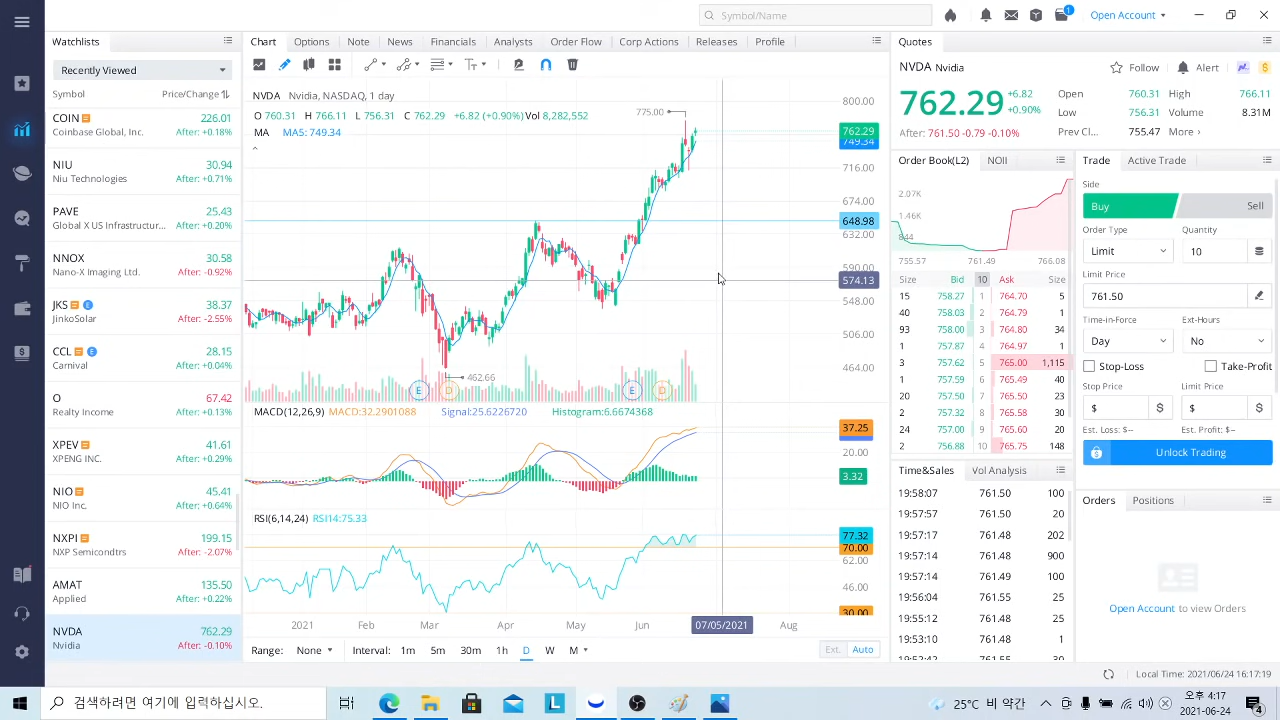 Symbol/Name
1
Open Account
Watchlists
Recently Viewed
Symbol Price/Change
COIN 226.01
Coinbase Global, Inc. After: +0.18%
NIU 30.94
Niu Technologies After: +0.71%
PAVE 25.43
Global X US Infrastructur... After: +0.20%
NNOX 30.58
Nano-X Imaging Ltd. After: -0.92%
JKS E 38.37
JinkoSolar After: -2.55%
CCL E 28.15
Carnival After: +0.04%
O 67.42
Realty Income After: +0.13%
XPEV 41.61
XPENG INC. After: +0.29%
NIO 45.41
NIO Inc. After: +0.64%
NXPI 199.15
NXP Semicondtrs After: -2.07%
AMAT 135.50
Applied After: +0.22%
NVDA 762.29
Nvidia After: -0.10%
Chart Options Note News Financials Analysts Order Flow Corp Actions Releases Profile
NVDA Nvidia, NASDAQ, 1 day
O 760.31 H 766.11 L 756.31 C 762.29 +6.82 (+0.90%) Vol 8,282,552
MA MA5: 749.34
775.00
462.66
E D E D
800.00
762.29
749.34
716.00
674.00
648.98
632.00
590.00
574.13
548.00
506.00
464.00
MACD(12,26,9) MACD:32.2901088 Signal:25.6226720 Histogram:6.6674368
37.25
20.00
3.32
RSI(6,14,24) RSI14:75.33
77.32
70.00
62.00
46.00
30.00
2021 Feb Mar Apr May Jun 07/05/2021 Aug
Range: None Interval: 1m 5m 30m 1h D W M Ext. Auto
Quotes
NVDA Nvidia Follow Alert $
762.29 +6.82
+0.90%
After: 761.50 -0.79 -0.10%
Open 760.31 High 766.11
Low 756.31 Volume 8.31M
Prev Cl... 755.47 More ›
Order Book(L2) NOII
2.07K
1.46K
844
755.57 761.49 766.08
Size Bid 10 Ask Size
15 758.27 1 764.70 5
40 758.03 2 764.79 1
93 758.00 3 764.80 34
1 757.87 4 764.97 1
3 757.62 5 765.00 1,115
1 757.59 6 765.49 40
20 757.50 7 765.50 23
2 757.32 8 765.58 30
24 757.00 9 765.60 20
2 756.88 10 765.75 148
Time&Sales Vol Analysis
19:58:07 761.50 100
19:57:57 761.50 20
19:57:17 761.48 202
19:57:14 761.48 900
19:57:14 761.49 100
19:56:04 761.55 25
19:55:12 761.48 25
19:53:10 761.48 1
19:52:42 761.55 30
Trade Active Trade
Side
Buy Sell
Order Type Quantity
Limit 10
Limit Price
761.50
Time-in-Force Ext-Hours
Day No
Stop-Loss Take-Profit
Stop Price Limit Price
$ $ $ $
Est. Loss: $-- Est. Profit: $--
Unlock Trading
Orders Positions
Open Account to view Orders
Local Time: 2021/06/24 16:17:19
검색하려면 여기에 입력하십시오.
L
25°C 비 약간
오후 4:17
2021-06-24
4